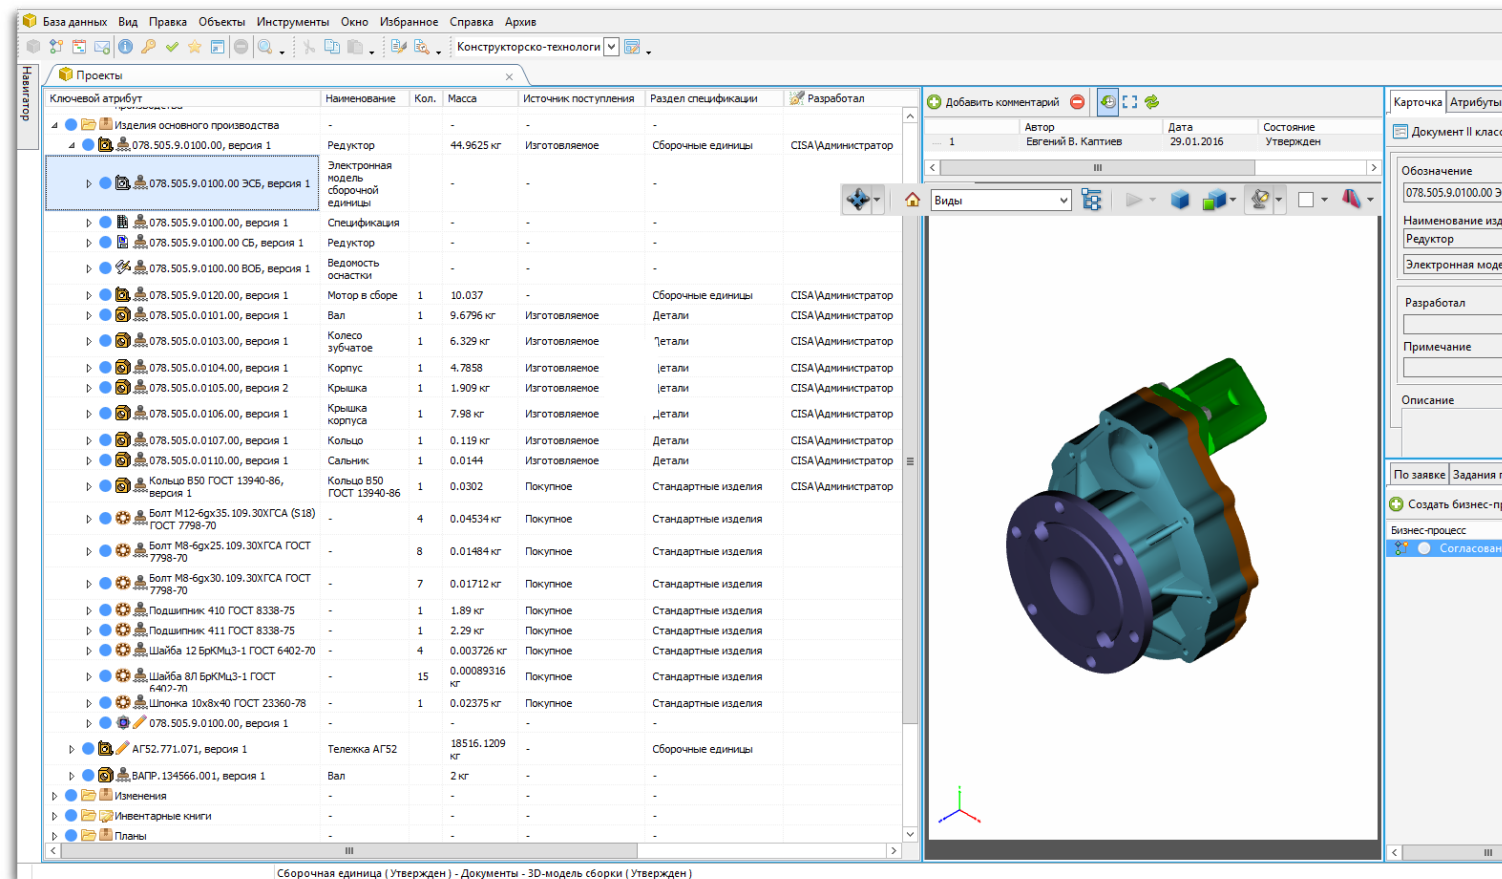 База данных Вид Правка Объекты Инструменты Окно Избранное Справка Архив
Конструкторско-технологи
Навигатор
Проекты
Ключевой атрибут Наименование Кол. Масса Источник поступления Раздел спецификации Разработал
производства
Изделия основного производства - - - - -
078.505.9.0100.00, версия 1 Редуктор 44.9625 кг Изготовляемое Сборочные единицы CISA\Администратор
078.505.9.0100.00 ЭСБ, версия 1 Электронная модель сборочной единицы - - -
078.505.9.0100.00, версия 1 Спецификация - - -
078.505.9.0100.00 СБ, версия 1 Редуктор - - -
078.505.9.0100.00 ВОБ, версия 1 Ведомость оснастки - - -
078.505.9.0120.00, версия 1 Мотор в сборе 1 10.037 - Сборочные единицы CISA\Администратор
078.505.0.0101.00, версия 1 Вал 1 9.6796 кг Изготовляемое Детали CISA\Администратор
078.505.0.0103.00, версия 1 Колесо зубчатое 1 6.329 кг Изготовляемое Детали CISA\Администратор
078.505.0.0104.00, версия 1 Корпус 1 4.7858 Изготовляемое Детали CISA\Администратор
078.505.0.0105.00, версия 2 Крышка 1 1.909 кг Изготовляемое Детали CISA\Администратор
078.505.0.0106.00, версия 1 Крышка корпуса 1 7.98 кг Изготовляемое Детали CISA\Администратор
078.505.0.0107.00, версия 1 Кольцо 1 0.119 кг Изготовляемое Детали CISA\Администратор
078.505.0.0110.00, версия 1 Сальник 1 0.0144 Изготовляемое Детали CISA\Администратор
Кольцо В50 ГОСТ 13940-86, версия 1 Кольцо В50 ГОСТ 13940-86 1 0.0302 Покупное Стандартные изделия CISA\Администратор
Болт М12-6gх35.109.30ХГСА (S18) ГОСТ 7798-70 - 4 0.04534 кг Покупное Стандартные изделия
Болт М8-6gх25.109.30ХГСА ГОСТ 7798-70 - 8 0.01484 кг Покупное Стандартные изделия
Болт М8-6gх30.109.30ХГСА ГОСТ 7798-70 - 7 0.01712 кг Покупное Стандартные изделия
Подшипник 410 ГОСТ 8338-75 - 1 1.89 кг Покупное Стандартные изделия
Подшипник 411 ГОСТ 8338-75 - 1 2.29 кг Покупное Стандартные изделия
Шайба 12 БрКМц3-1 ГОСТ 6402-70 - 4 0.003726 кг Покупное Стандартные изделия
Шайба 8Л БрКМц3-1 ГОСТ 6402-70 - 15 0.00089316 кг Покупное Стандартные изделия
Шпонка 10х8х40 ГОСТ 23360-78 - 1 0.02375 кг Покупное Стандартные изделия
078.505.9.0100.00, версия 1 - - - -
АГ52.771.071, версия 1 Тележка АГ52 18516.1209 кг - Сборочные единицы
ВАПР.134566.001, версия 1 Вал 2 кг - -
Изменения - - - -
Инвентарные книги - - - -
Планы - - - -
Добавить комментарий
Автор Дата Состояние
1 Евгений В. Каптиев 29.01.2016 Утвержден
Виды
Карточка Атрибуты
Документ II клас
Обозначение
078.505.9.0100.00 Э
Наименование изд
Редуктор
Электронная моде
Разработал
Примечание
Описание
По заявке Задания п
Создать бизнес-пр
Бизнес-процесс
Согласован
Сборочная единица ( Утвержден ) - Документы - 3D-модель сборки ( Утвержден )